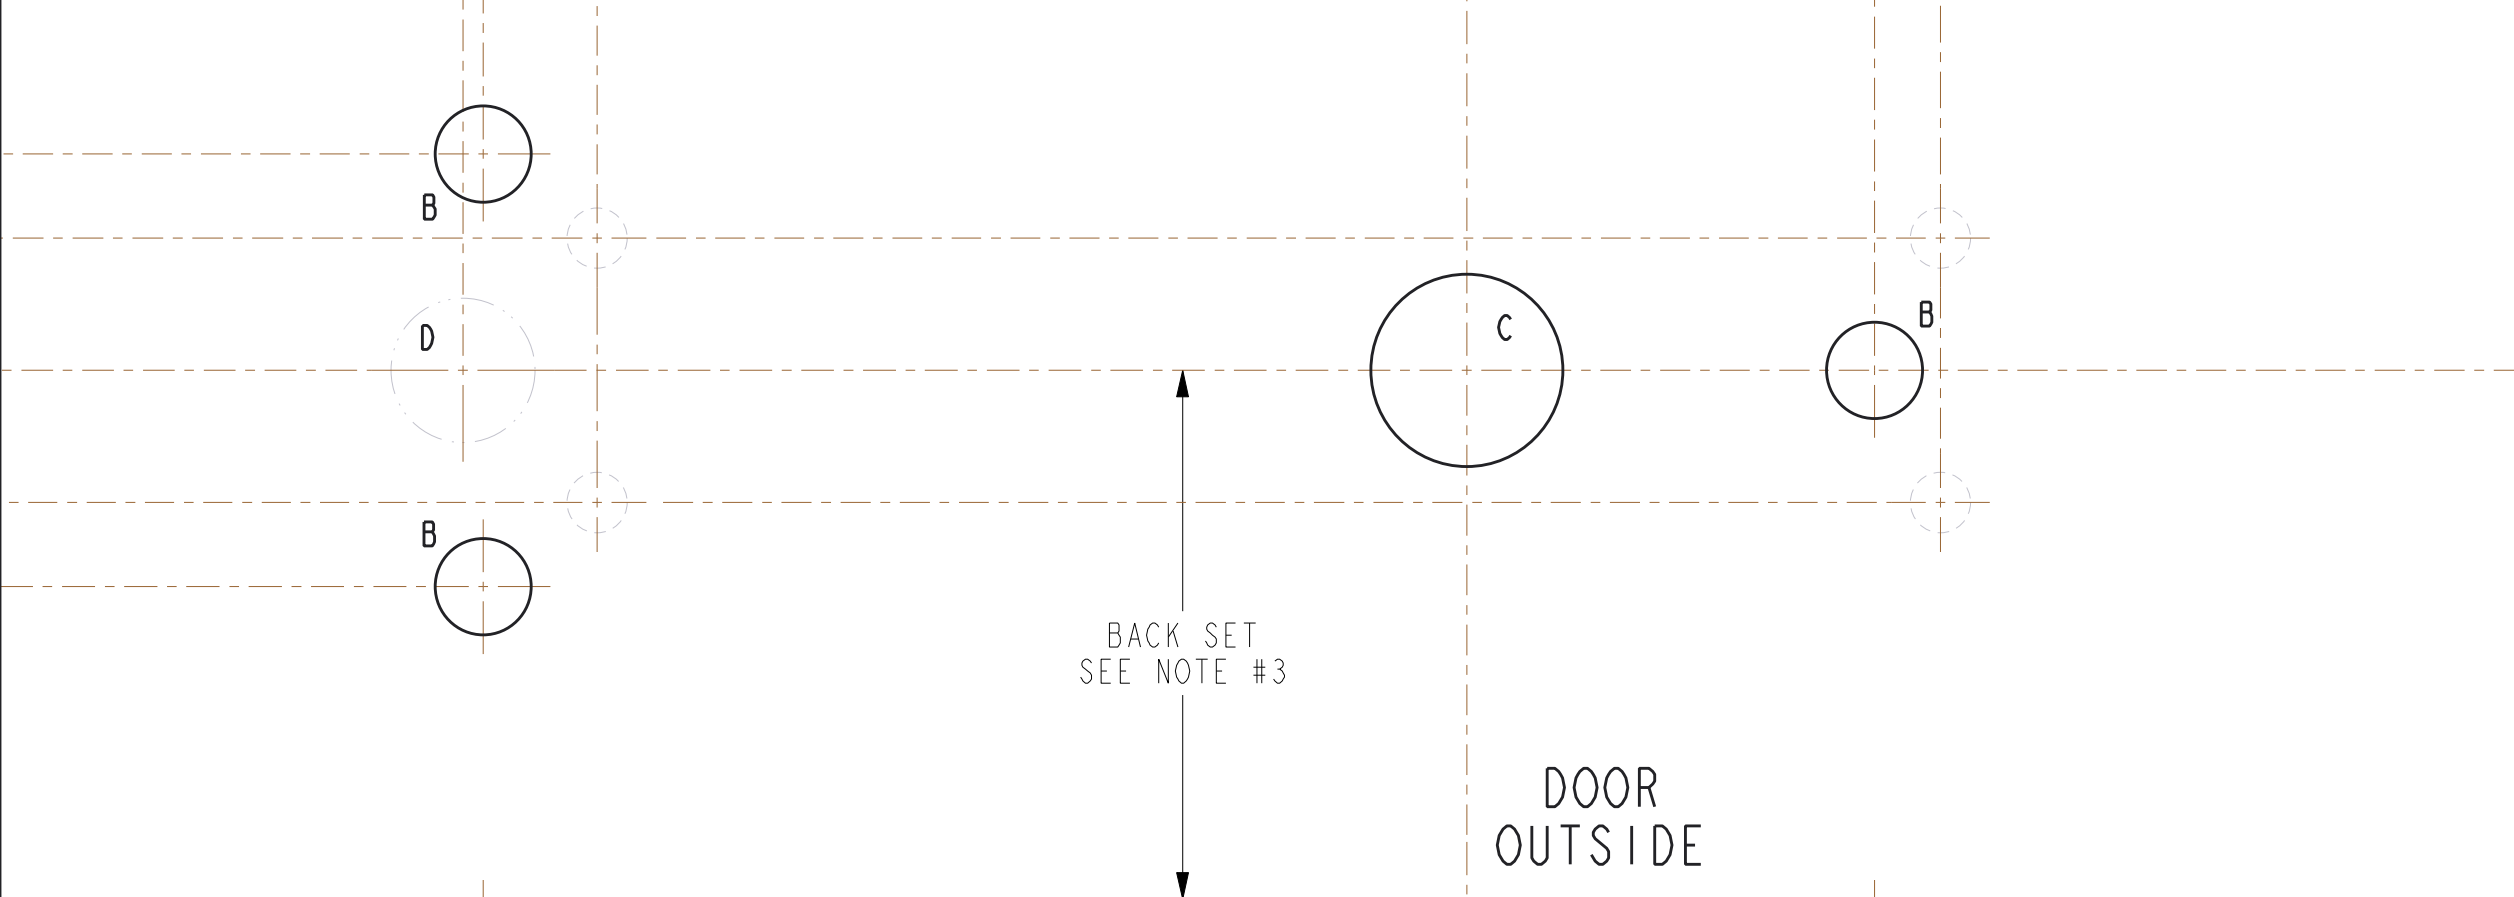 B
D
C
B
B
BACK SET
SEE NOTE #3
DOOR
OUTSIDE